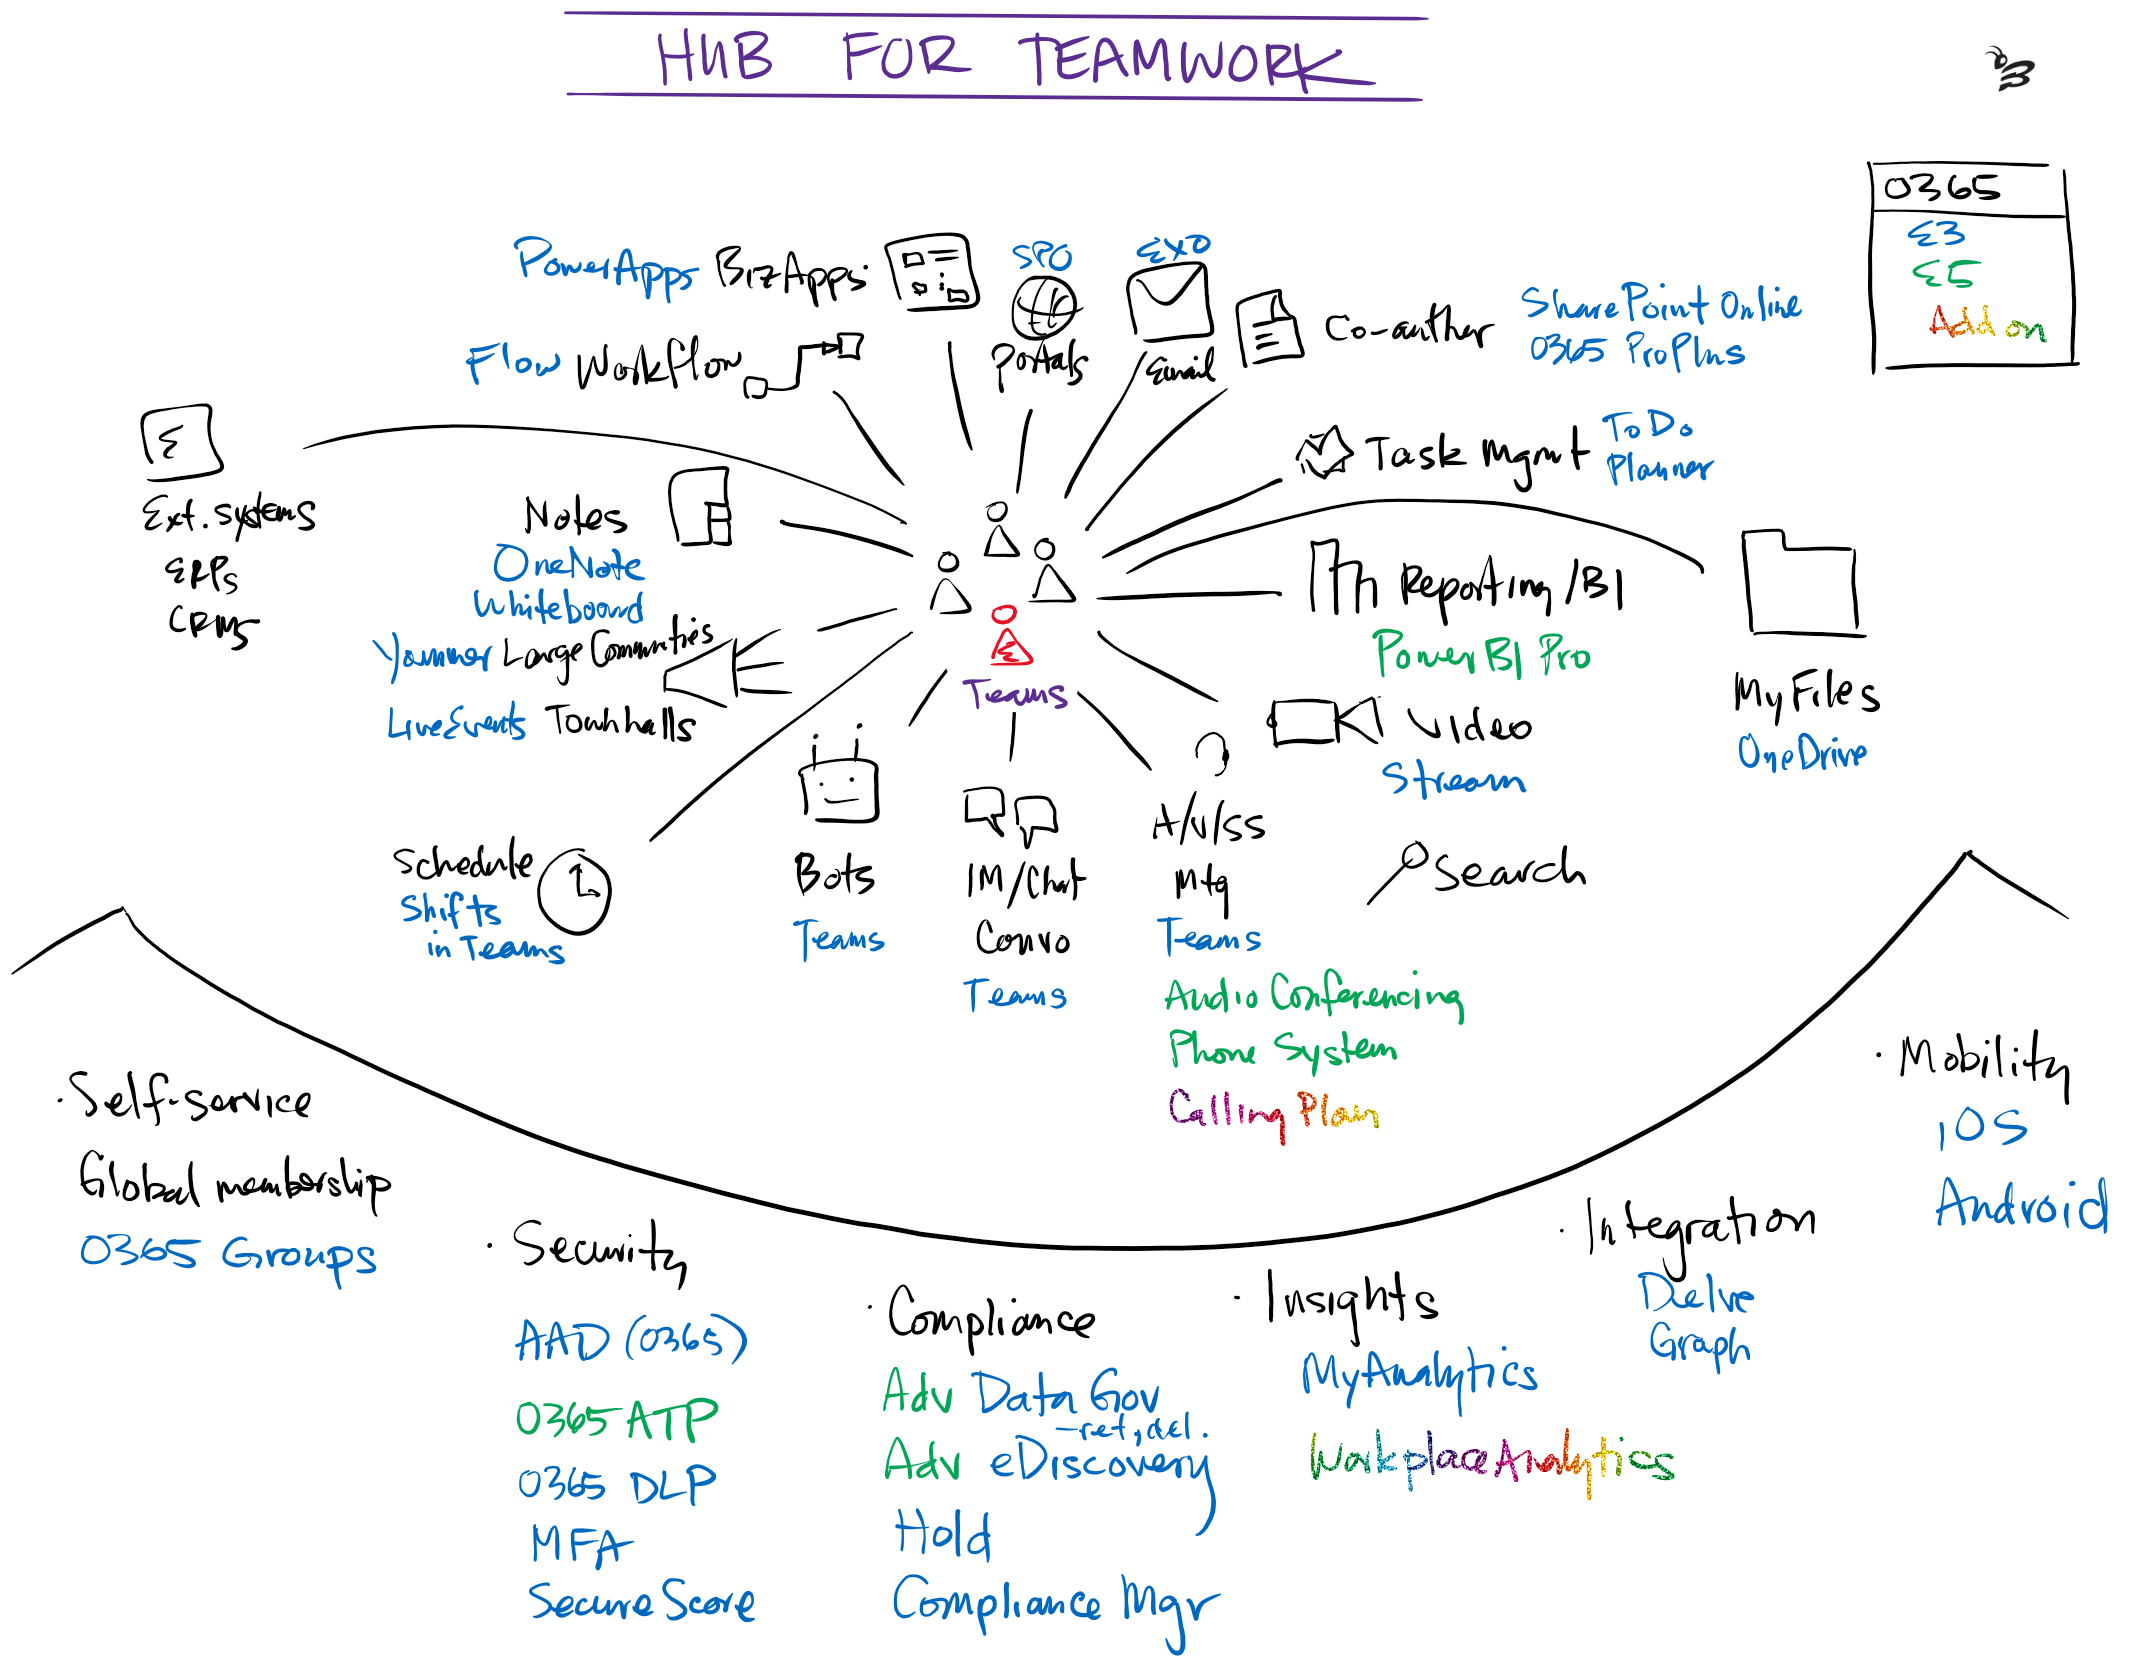 HUB FOR TEAMWORK
O365
E3
E5
Add on
PowerApps BizApps
SPO
Portals
EXO
Email
Co-author
SharePoint Online
O365 ProPlus
Flow Workflow
Task Mgmt
ToDo
Planner
E
Ext. systems
ERPs
CRMs
Notes
OneNote
Whiteboard
Yammer Large Communities
LiveEvents Townhalls
E
Teams
Reporting/BI
PowerBI Pro
My Files
OneDrive
Video
Stream
Search
Schedule
Shifts
in Teams
Bots
Teams
IM/Chat
Convo
Teams
A/V/SS
Mtg
Teams
Audio Conferencing
Phone System
Calling Plan
· Self-service
Global membership
O365 Groups
· Security
AAD (O365)
O365 ATP
O365 DLP
MFA
Secure Score
· Compliance
Adv Data Gov
-ret, del.
Adv eDiscovery
Hold
Compliance Mgr
· Insights
MyAnalytics
WorkplaceAnalytics
· Integration
Delve
Graph
· Mobility
iOS
Android